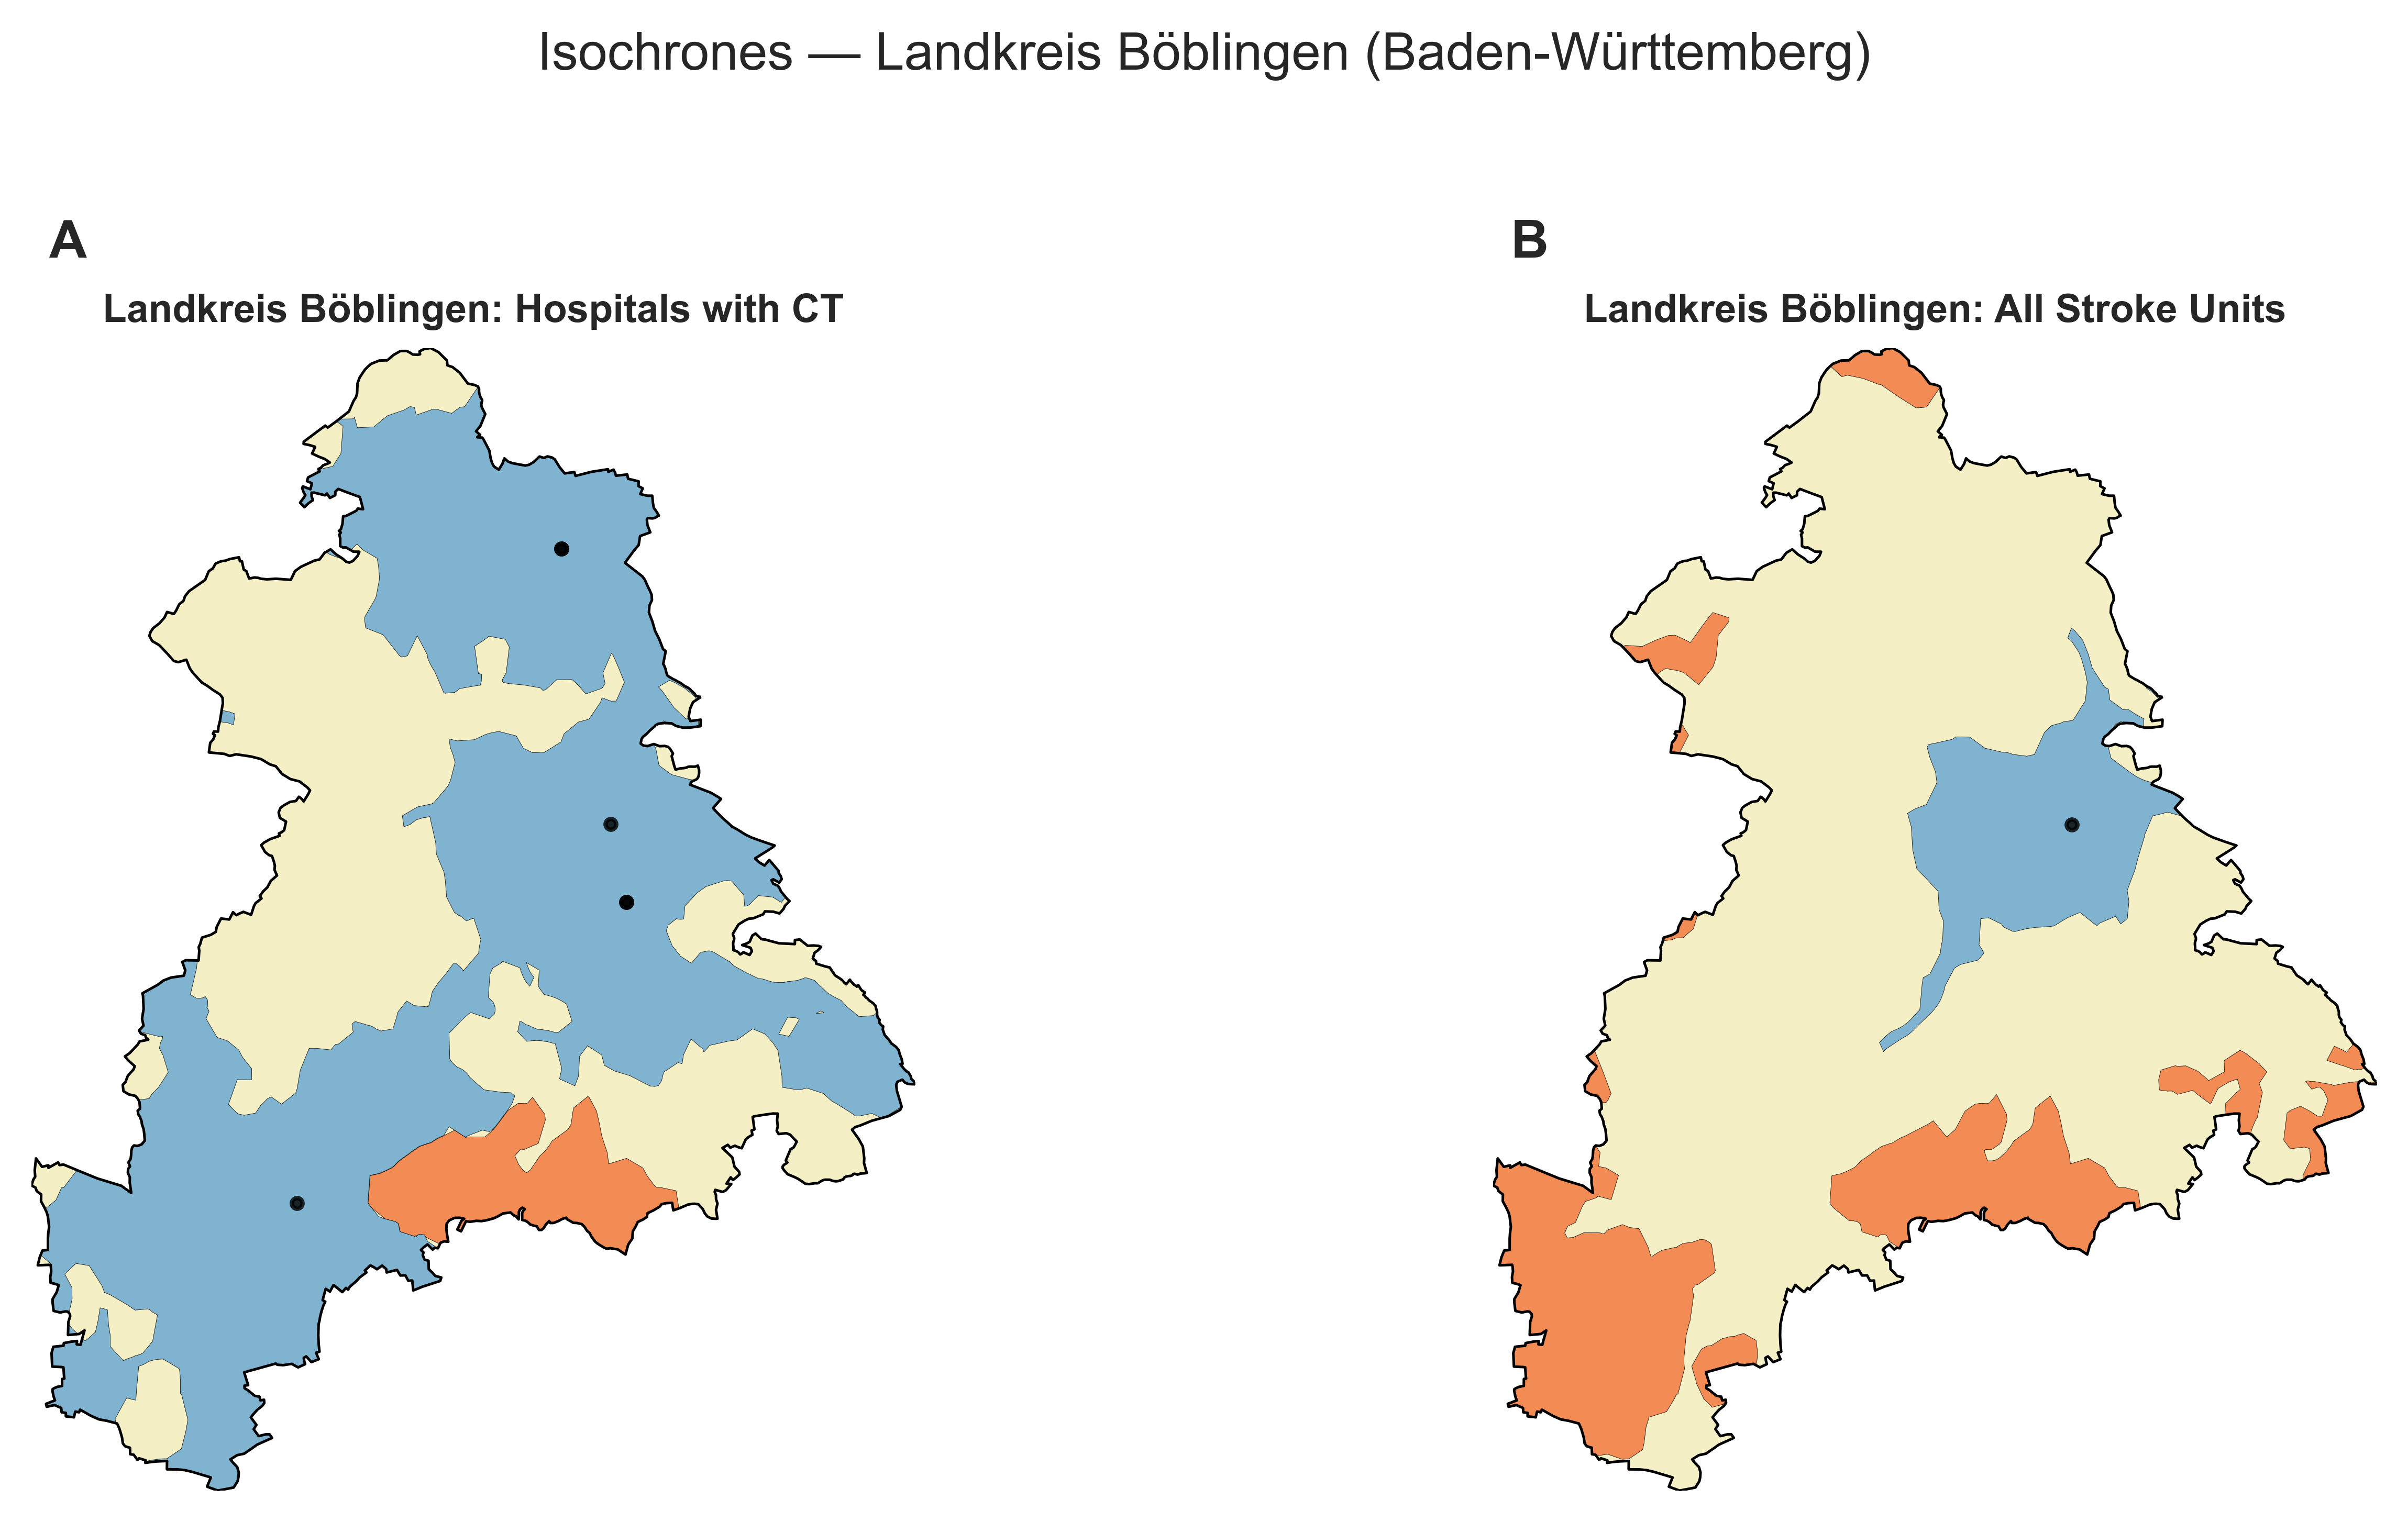 Isochrones — Landkreis Böblingen (Baden-Württemberg)
A
B
Landkreis Böblingen: Hospitals with CT
Landkreis Böblingen: All Stroke Units